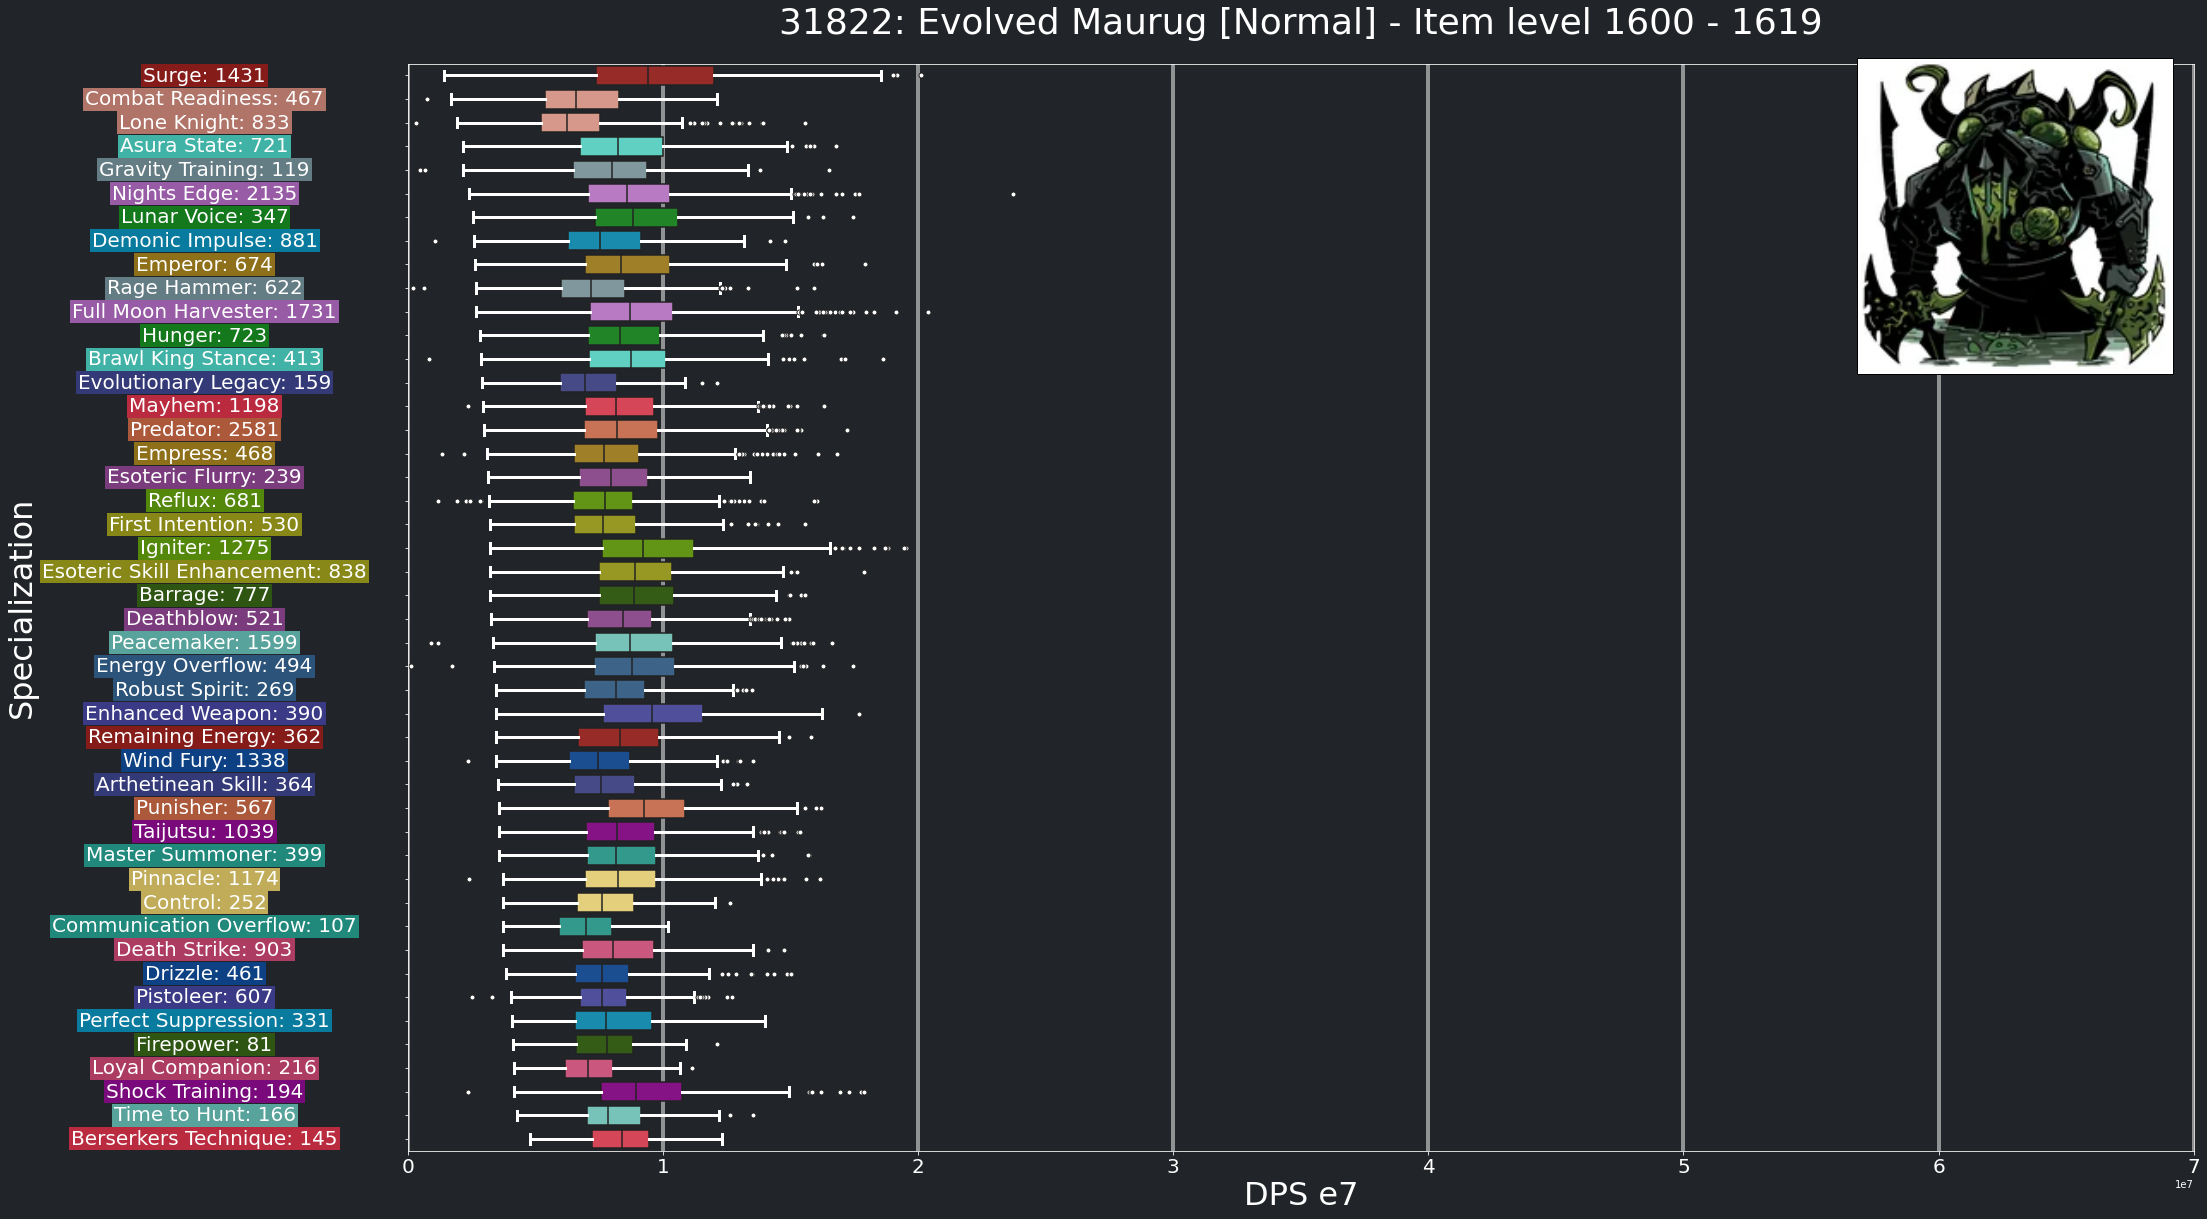 31822: Evolved Maurug [Normal] - Item level 1600 - 1619
Specialization
Surge: 1431
Combat Readiness: 467
Lone Knight: 833
Asura State: 721
Gravity Training: 119
Nights Edge: 2135
Lunar Voice: 347
Demonic Impulse: 881
Emperor: 674
Rage Hammer: 622
Full Moon Harvester: 1731
Hunger: 723
Brawl King Stance: 413
Evolutionary Legacy: 159
Mayhem: 1198
Predator: 2581
Empress: 468
Esoteric Flurry: 239
Reflux: 681
First Intention: 530
Igniter: 1275
Esoteric Skill Enhancement: 838
Barrage: 777
Deathblow: 521
Peacemaker: 1599
Energy Overflow: 494
Robust Spirit: 269
Enhanced Weapon: 390
Remaining Energy: 362
Wind Fury: 1338
Arthetinean Skill: 364
Punisher: 567
Taijutsu: 1039
Master Summoner: 399
Pinnacle: 1174
Control: 252
Communication Overflow: 107
Death Strike: 903
Drizzle: 461
Pistoleer: 607
Perfect Suppression: 331
Firepower: 81
Loyal Companion: 216
Shock Training: 194
Time to Hunt: 166
Berserkers Technique: 145
0 1 2 3 4 5 6 7
1e7
DPS e7